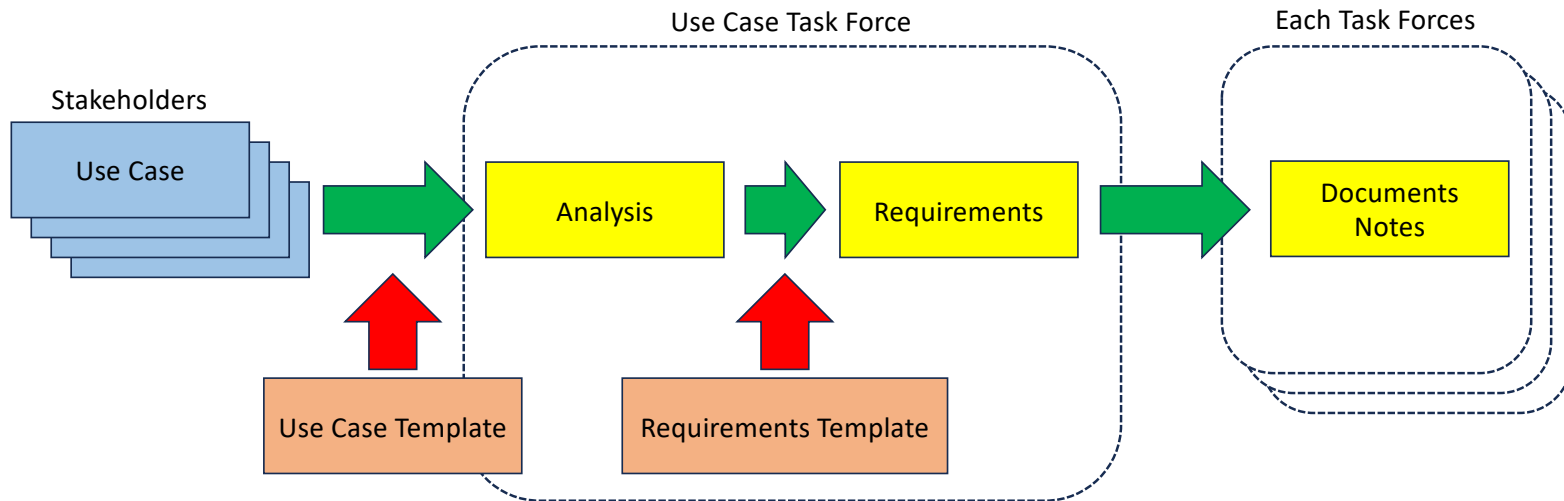 Use Case Task Force
Each Task Forces
Stakeholders
Use Case
Analysis
Requirements
Documents
Notes
Use Case Template
Requirements Template